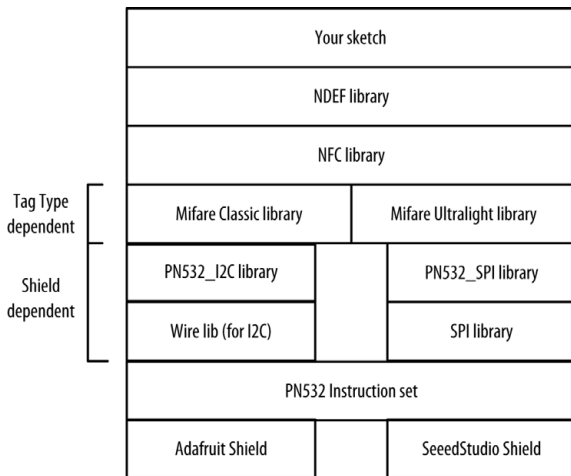 Your sketch
NDEF library
NFC library
Tag Type
dependent
Mifare Classic library
Mifare Ultralight library
Shield
dependent
PN532_I2C library
PN532_SPI library
Wire lib (for I2C)
SPI library
PN532 Instruction set
Adafruit Shield
SeeedStudio Shield